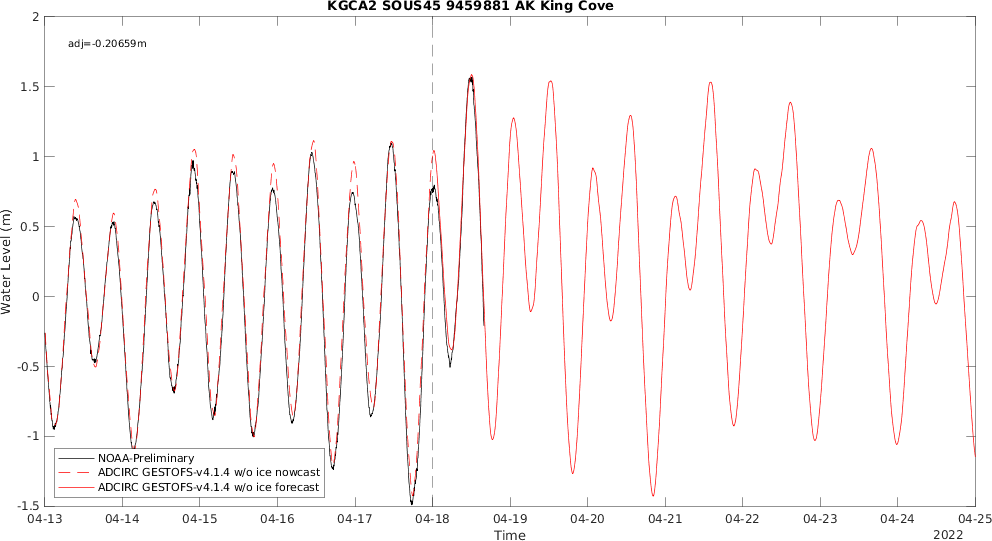 KGCA2 SOUS45 9459881 AK King Cove
adj=-0.20659m
Water Level (m)
2
1.5
1
0.5
0
-0.5
-1
-1.5
NOAA-Preliminary
ADCIRC GESTOFS-v4.1.4 w/o ice nowcast
ADCIRC GESTOFS-v4.1.4 w/o ice forecast
04-13 04-14 04-15 04-16 04-17 04-18 04-19 04-20 04-21 04-22 04-23 04-24 04-25
Time
2022